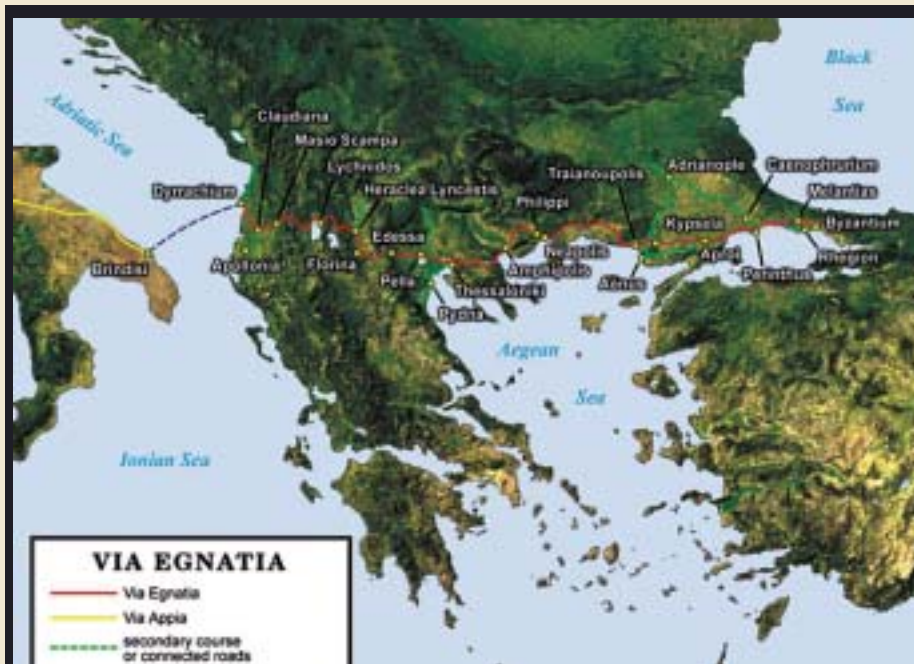 Black
Sea
Adriatic Sea
Claudiana
Masio Scampa
Lychnidos
Dyrrachium
Heraclea Lyncestis
Traianoupolis
Adrianople
Caenophrurium
Melantias
Philippi
Kypsela
Byzantium
Edessa
Brindisi
Apollonia
Florina
Neapolis
Aproi
Rhegion
Amphipolis
Aenus
Perinthus
Pella
Thessaloniki
Pydna
Aegean
Sea
Ionian Sea
VIA EGNATIA
Via Egnatia
Via Appia
secondary course
or connected roads